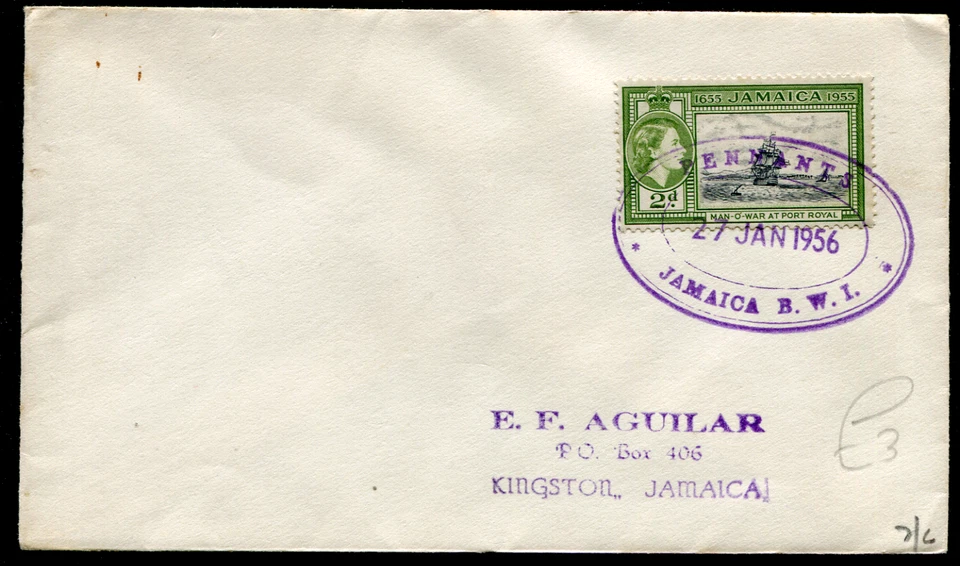 1655 JAMAICA 1955
2d
MAN-O'-WAR AT PORT ROYAL
PENNANTS
27 JAN 1956
* JAMAICA B. W. I. *
E. F. AGUILAR
P.O. Box 406
KINGSTON, JAMAICA
£3